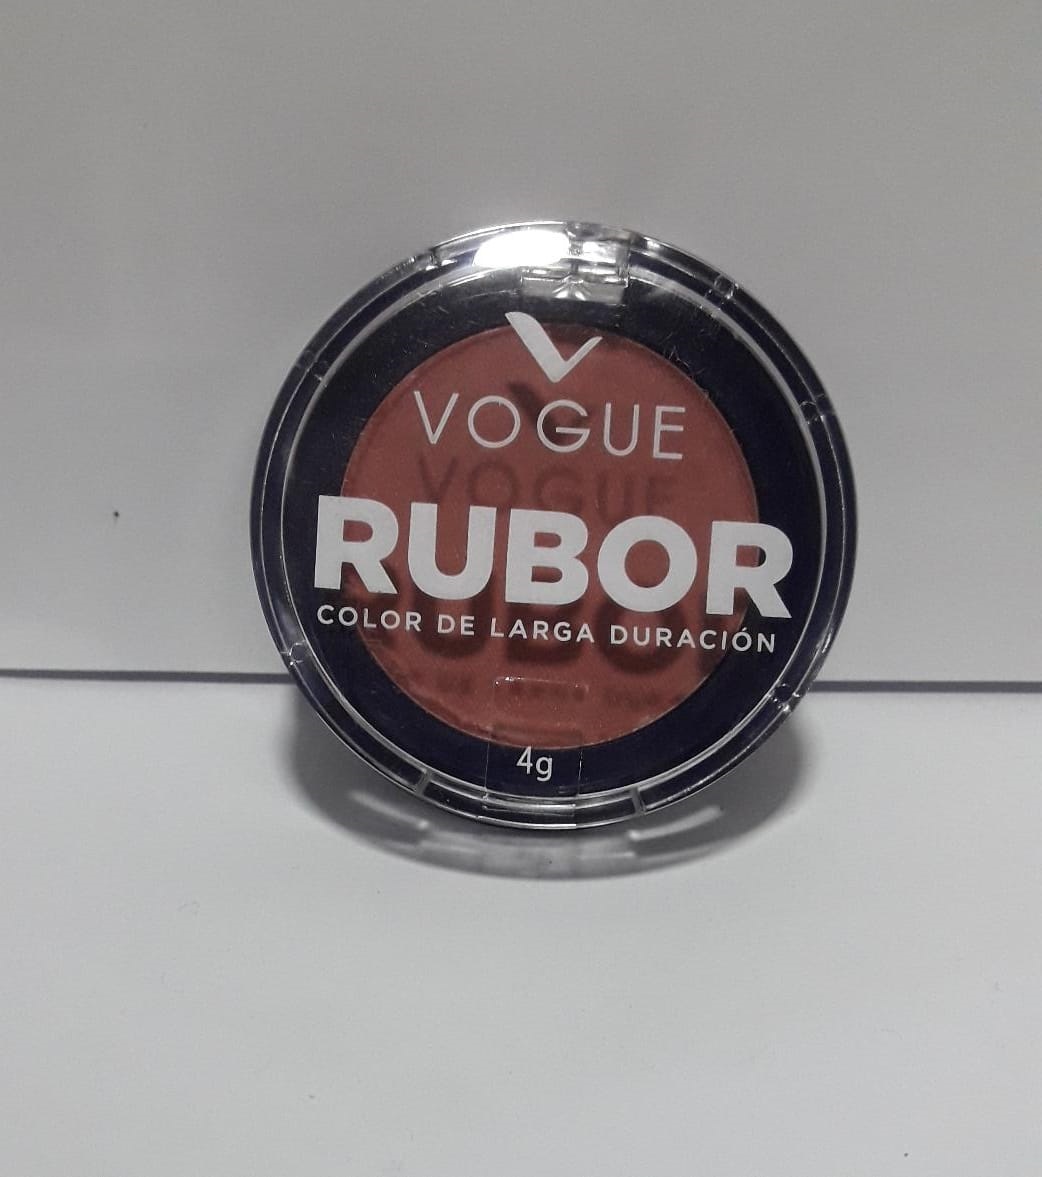 VOGUE
RUBOR
COLOR DE LARGA DURACIÓN
4g